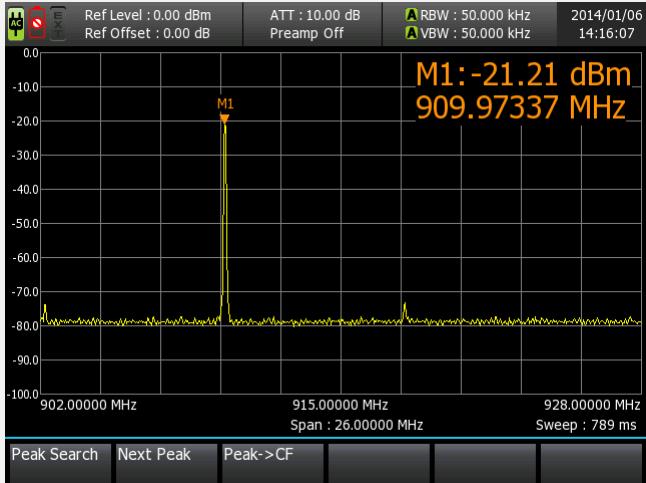 AC EXT Ref Level : 0.00 dBm ATT : 10.00 dB A RBW : 50.000 kHz 2014/01/06
Ref Offset : 0.00 dB Preamp Off A VBW : 50.000 kHz 14:16:07
0.0
M1:-21.21 dBm
-10.0
M1
909.97337 MHz
-20.0
-30.0
-40.0
-50.0
-60.0
-70.0
-80.0
-90.0
-100.0
902.00000 MHz 915.00000 MHz 928.00000 MHz
Span : 26.00000 MHz Sweep : 789 ms
Peak Search Next Peak Peak->CF